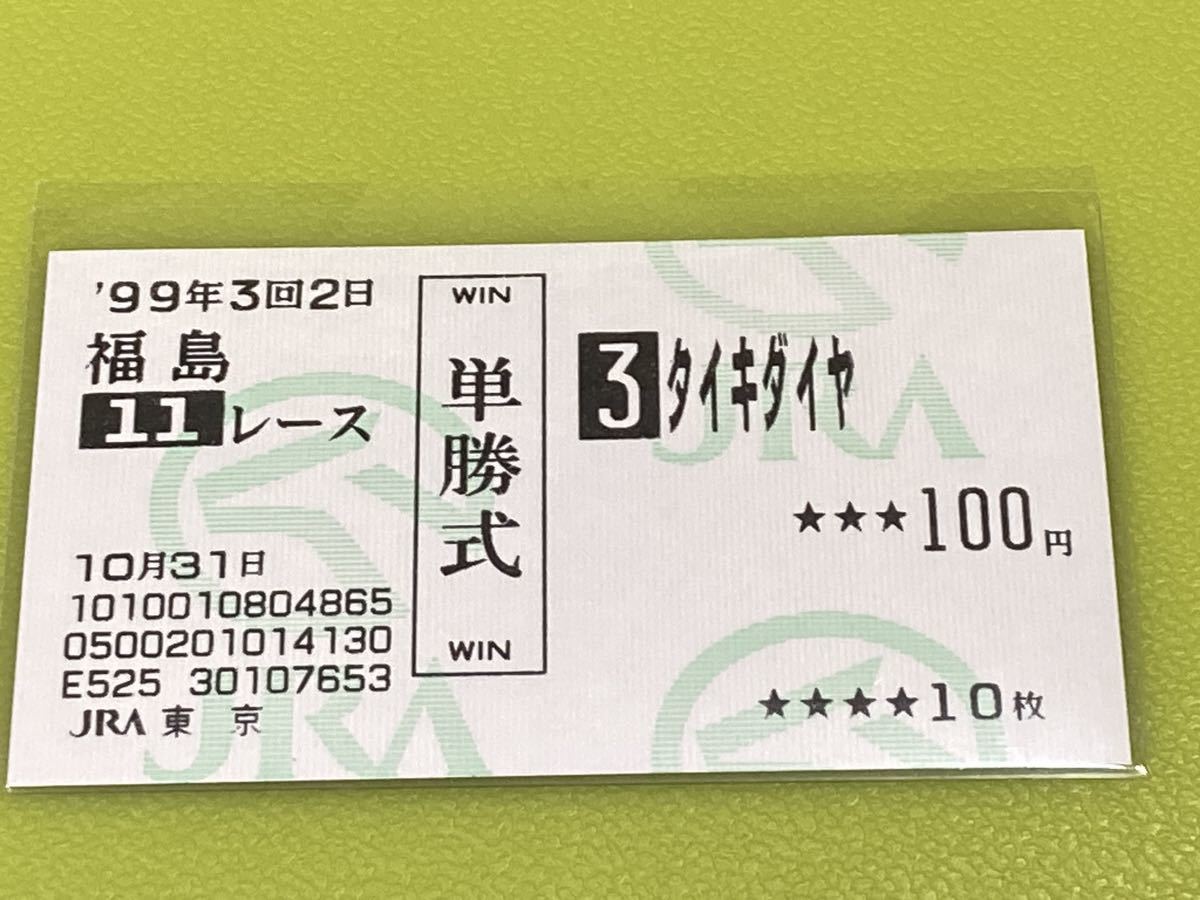 '99年3回2日
福島
11レース
10月31日
1010010804865
0500201014130
E525 30107653
JRA 東京
WIN
単勝式
WIN
3 タイキダイヤ
★★★100円
★★★★10枚
JRA
JRA